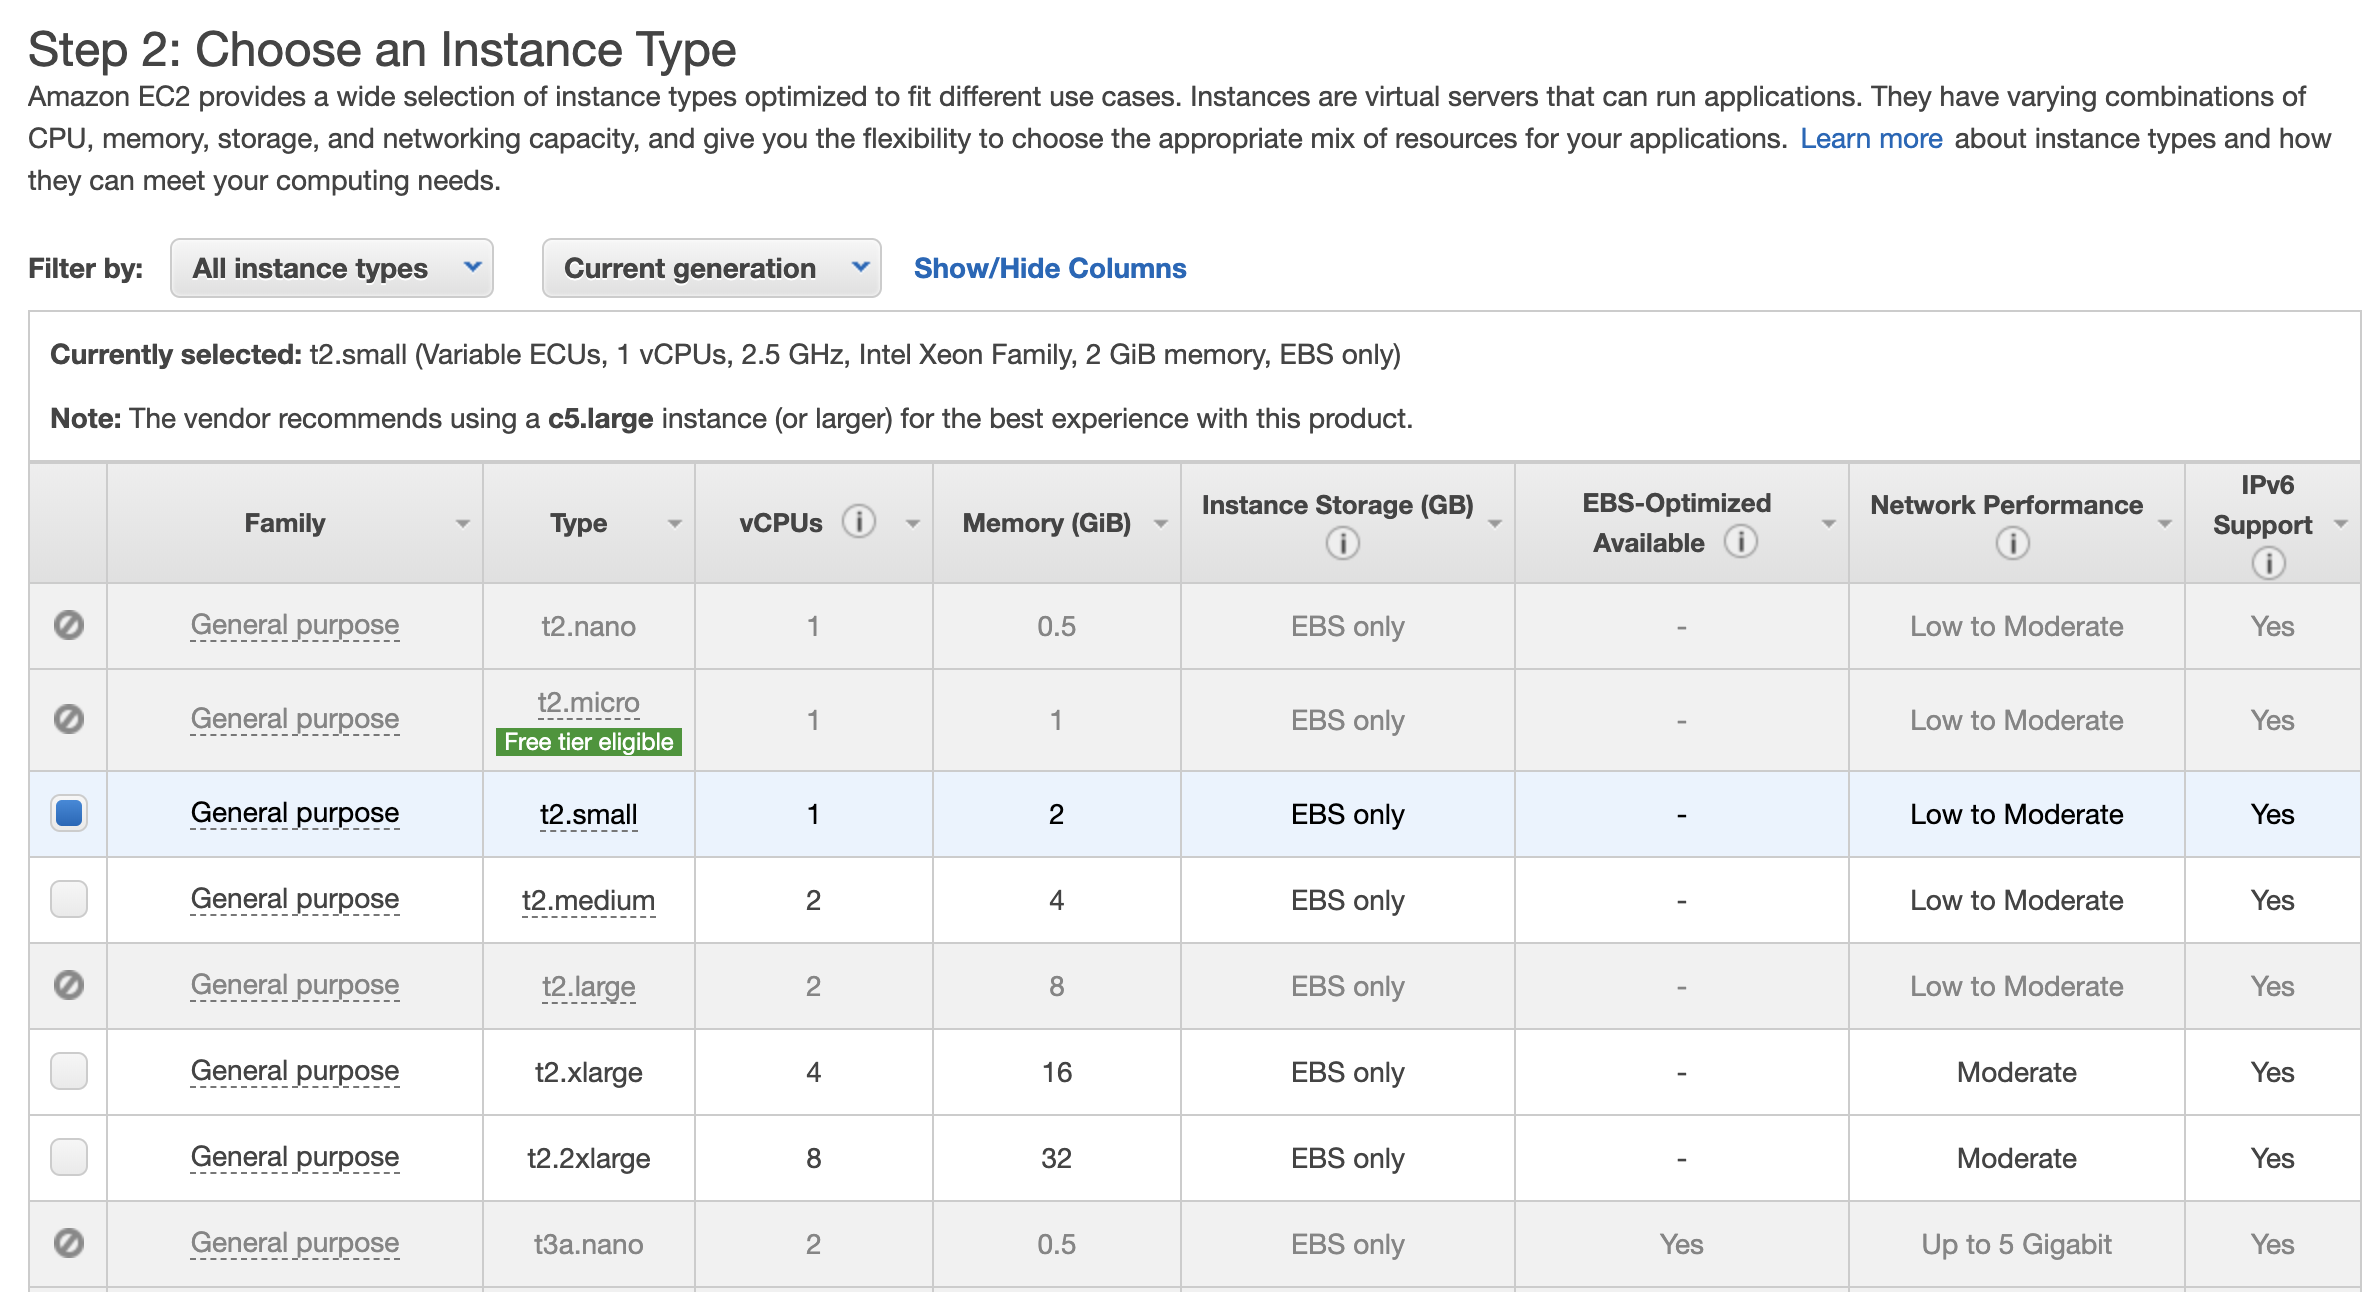 Step 2: Choose an Instance Type
Amazon EC2 provides a wide selection of instance types optimized to fit different use cases. Instances are virtual servers that can run applications. They have varying combinations of
CPU, memory, storage, and networking capacity, and give you the flexibility to choose the appropriate mix of resources for your applications. Learn more about instance types and how
they can meet your computing needs.
Filter by: All instance types Current generation Show/Hide Columns
Currently selected: t2.small (Variable ECUs, 1 vCPUs, 2.5 GHz, Intel Xeon Family, 2 GiB memory, EBS only)
Note: The vendor recommends using a c5.large instance (or larger) for the best experience with this product.
Family Type vCPUs Memory (GiB) Instance Storage (GB) EBS-Optimized Available Network Performance IPv6 Support
General purpose t2.nano 1 0.5 EBS only - Low to Moderate Yes
General purpose t2.micro 1 1 EBS only - Low to Moderate Yes
Free tier eligible
General purpose t2.small 1 2 EBS only - Low to Moderate Yes
General purpose t2.medium 2 4 EBS only - Low to Moderate Yes
General purpose t2.large 2 8 EBS only - Low to Moderate Yes
General purpose t2.xlarge 4 16 EBS only - Moderate Yes
General purpose t2.2xlarge 8 32 EBS only - Moderate Yes
General purpose t3a.nano 2 0.5 EBS only Yes Up to 5 Gigabit Yes